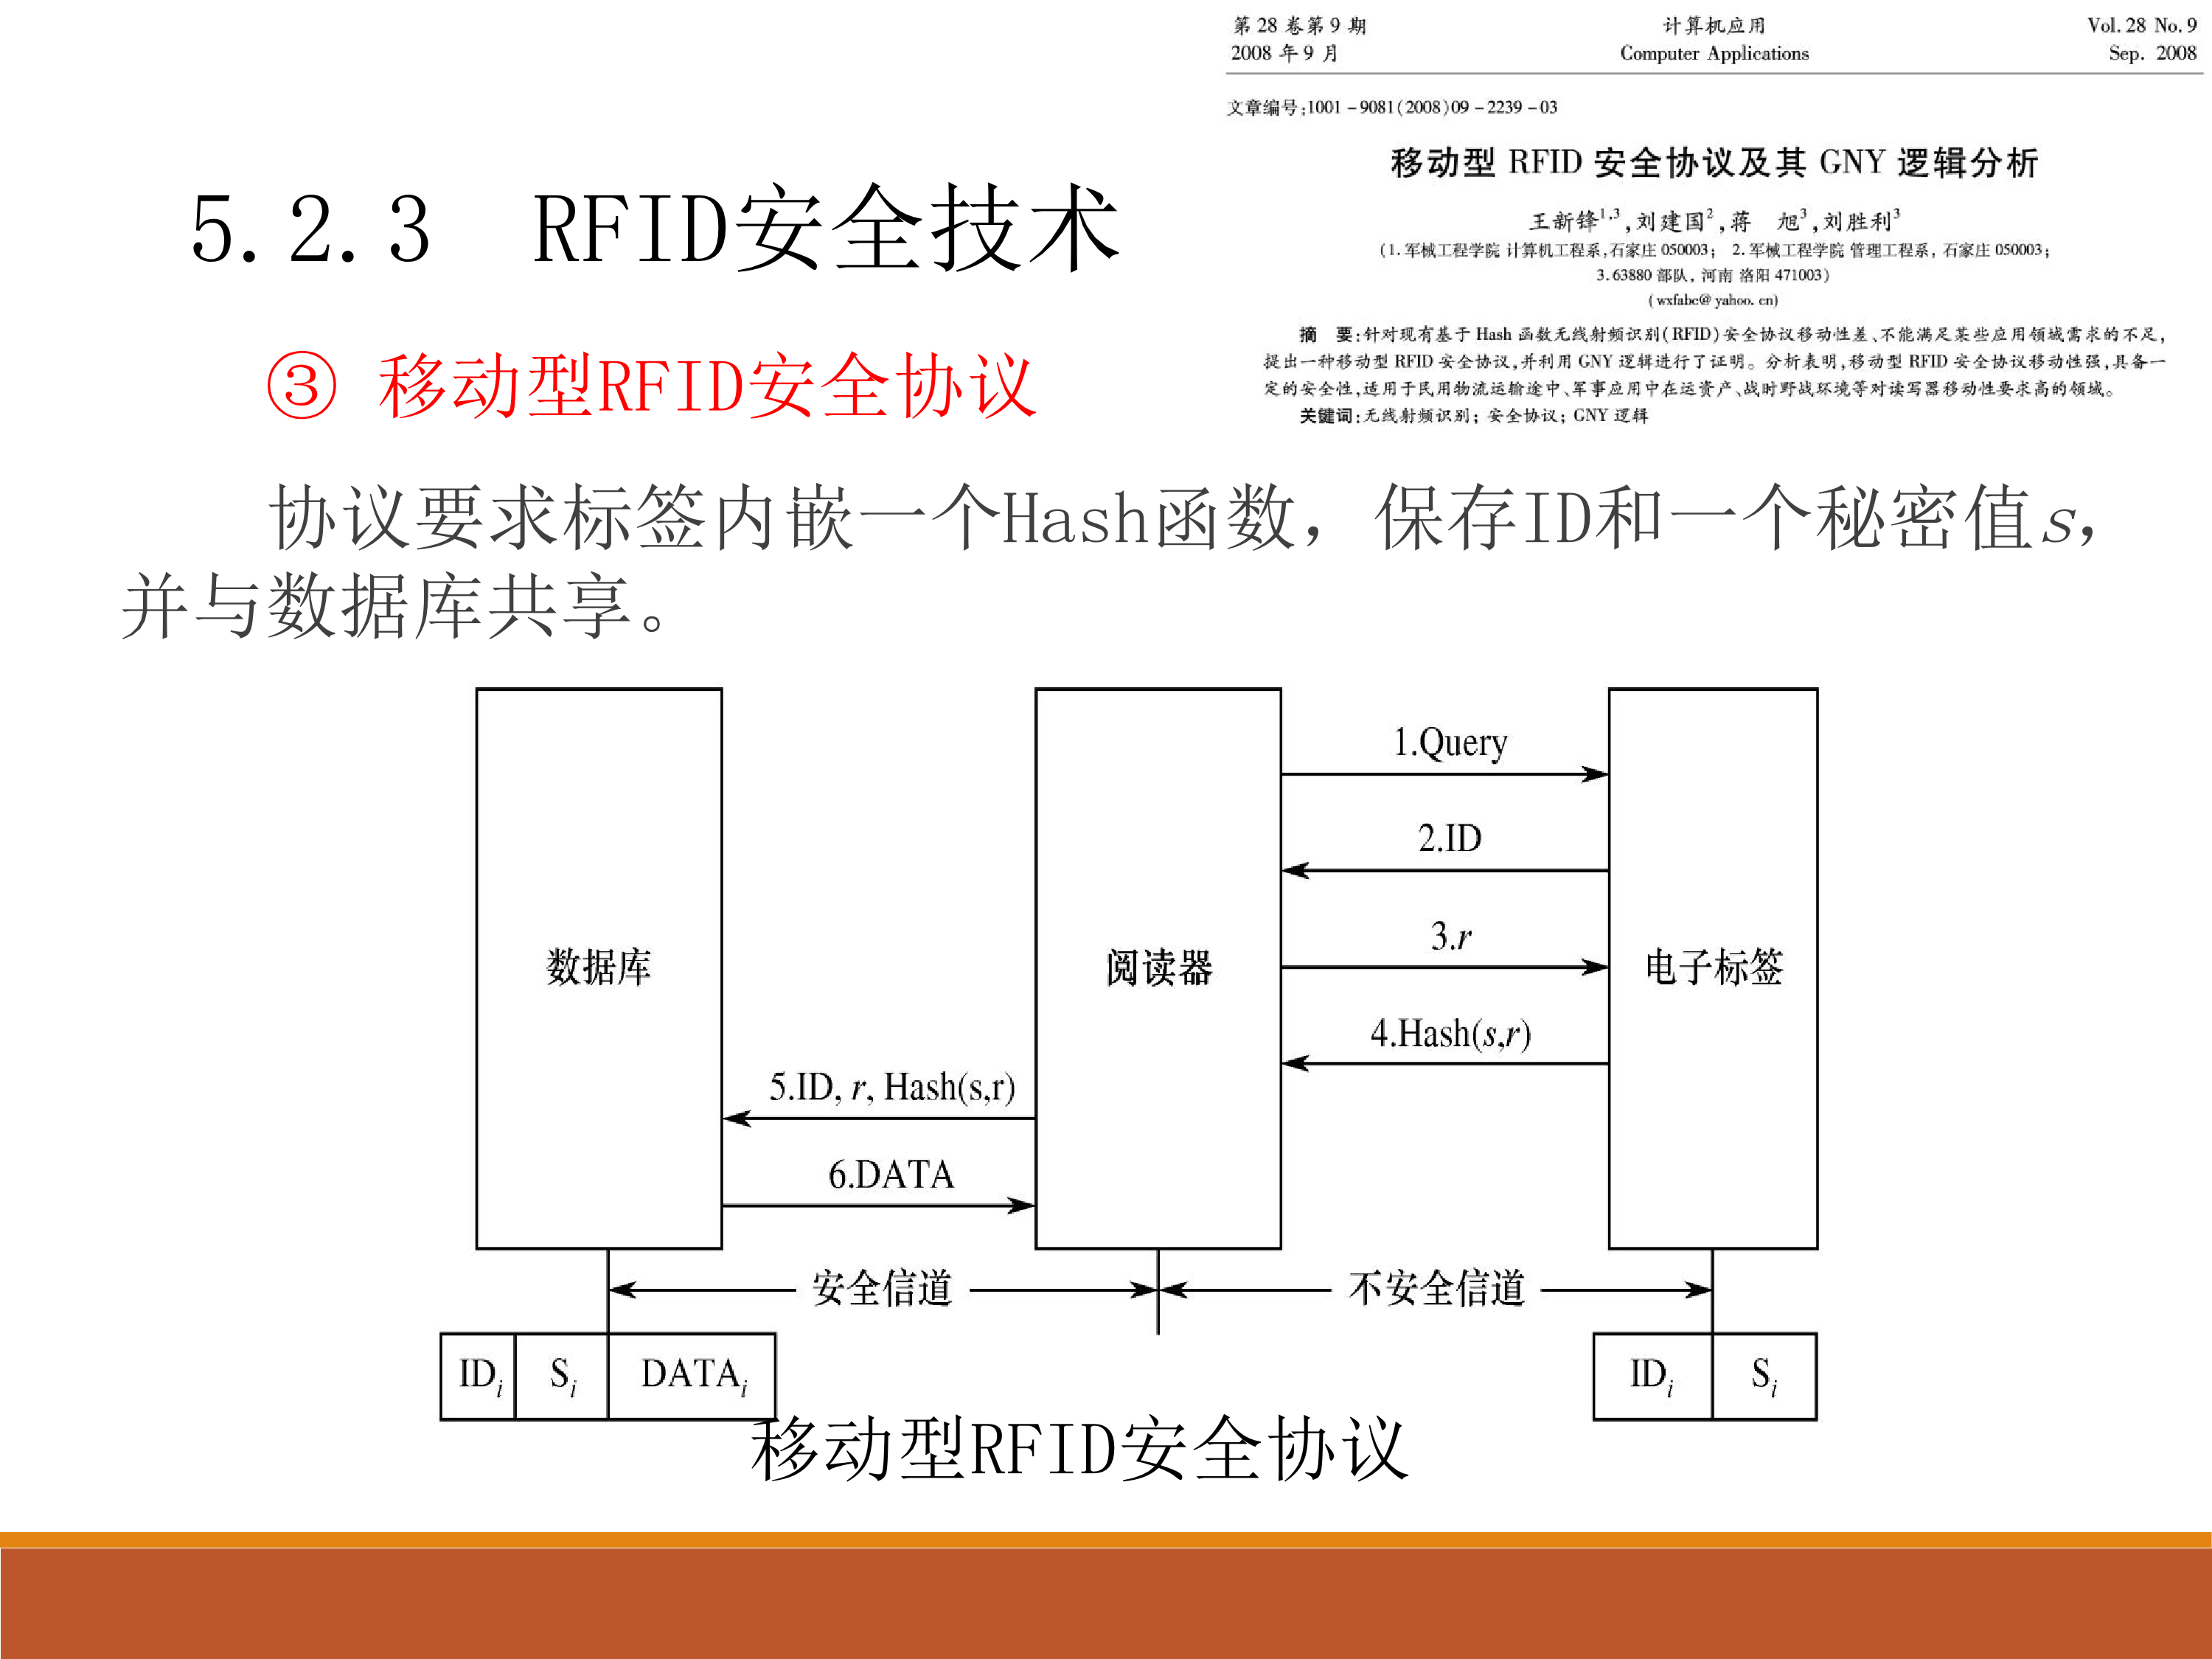 第 28 卷第 9 期 计算机应用 Vol. 28 No. 9
2008 年 9 月 Computer Applications Sep. 2008
文章编号:1001 - 9081(2008)09 - 2239 - 03
移动型 RFID 安全协议及其 GNY 逻辑分析
王新锋1,3,刘建国2,蒋 旭3,刘胜利3
(1. 军械工程学院 计算机工程系,石家庄 050003; 2. 军械工程学院 管理工程系, 石家庄 050003;
3. 63880 部队, 河南 洛阳 471003)
( wxfabc@ yahoo. cn)
摘 要:针对现有基于 Hash 函数无线射频识别(RFID)安全协议移动性差、不能满足某些应用领域需求的不足,
提出一种移动型 RFID 安全协议,并利用 GNY 逻辑进行了证明。分析表明,移动型 RFID 安全协议移动性强,具备一
定的安全性,适用于民用物流运输途中、军事应用中在运资产、战时野战环境等对读写器移动性要求高的领域。
关键词:无线射频识别; 安全协议; GNY 逻辑
5.2.3 RFID安全技术
③ 移动型RFID安全协议
协议要求标签内嵌一个Hash函数，保存ID和一个秘密值s，
并与数据库共享。
1.Query
2.ID
3.r
数据库 阅读器 电子标签
4.Hash(s,r)
5.ID, r, Hash(s,r)
6.DATA
安全信道 不安全信道
IDi Si DATAi IDi Si
移动型RFID安全协议